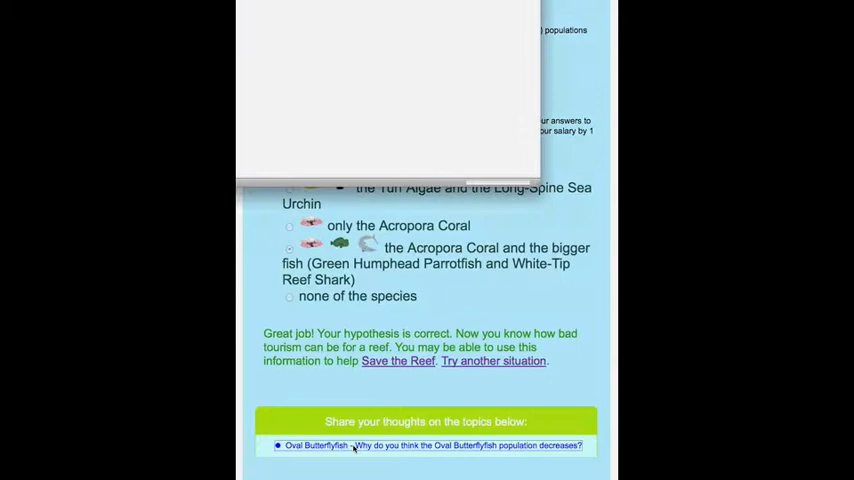 ) populations
ur answers to
our salary by 1
the Turf Algae and the Long-Spine Sea
Urchin
only the Acropora Coral
the Acropora Coral and the bigger
fish (Green Humphead Parrotfish and White-Tip
Reef Shark)
none of the species
Great job! Your hypothesis is correct. Now you know how bad
tourism can be for a reef. You may be able to use this
information to help Save the Reef. Try another situation.
Share your thoughts on the topics below:
Oval Butterflyfish - Why do you think the Oval Butterflyfish population decreases?